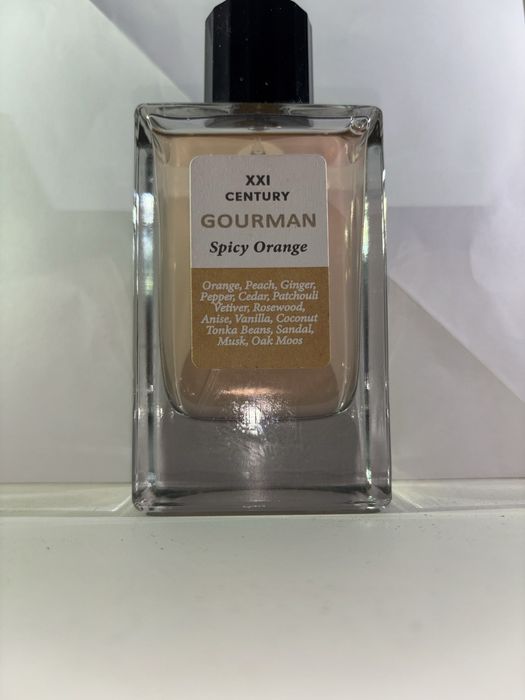 XXI
CENTURY
GOURMAN
Spicy Orange
Orange, Peach, Ginger,
Pepper, Cedar, Patchouli
Vetiver, Rosewood,
Anise, Vanilla, Coconut
Tonka Beans, Sandal,
Musk, Oak Moos